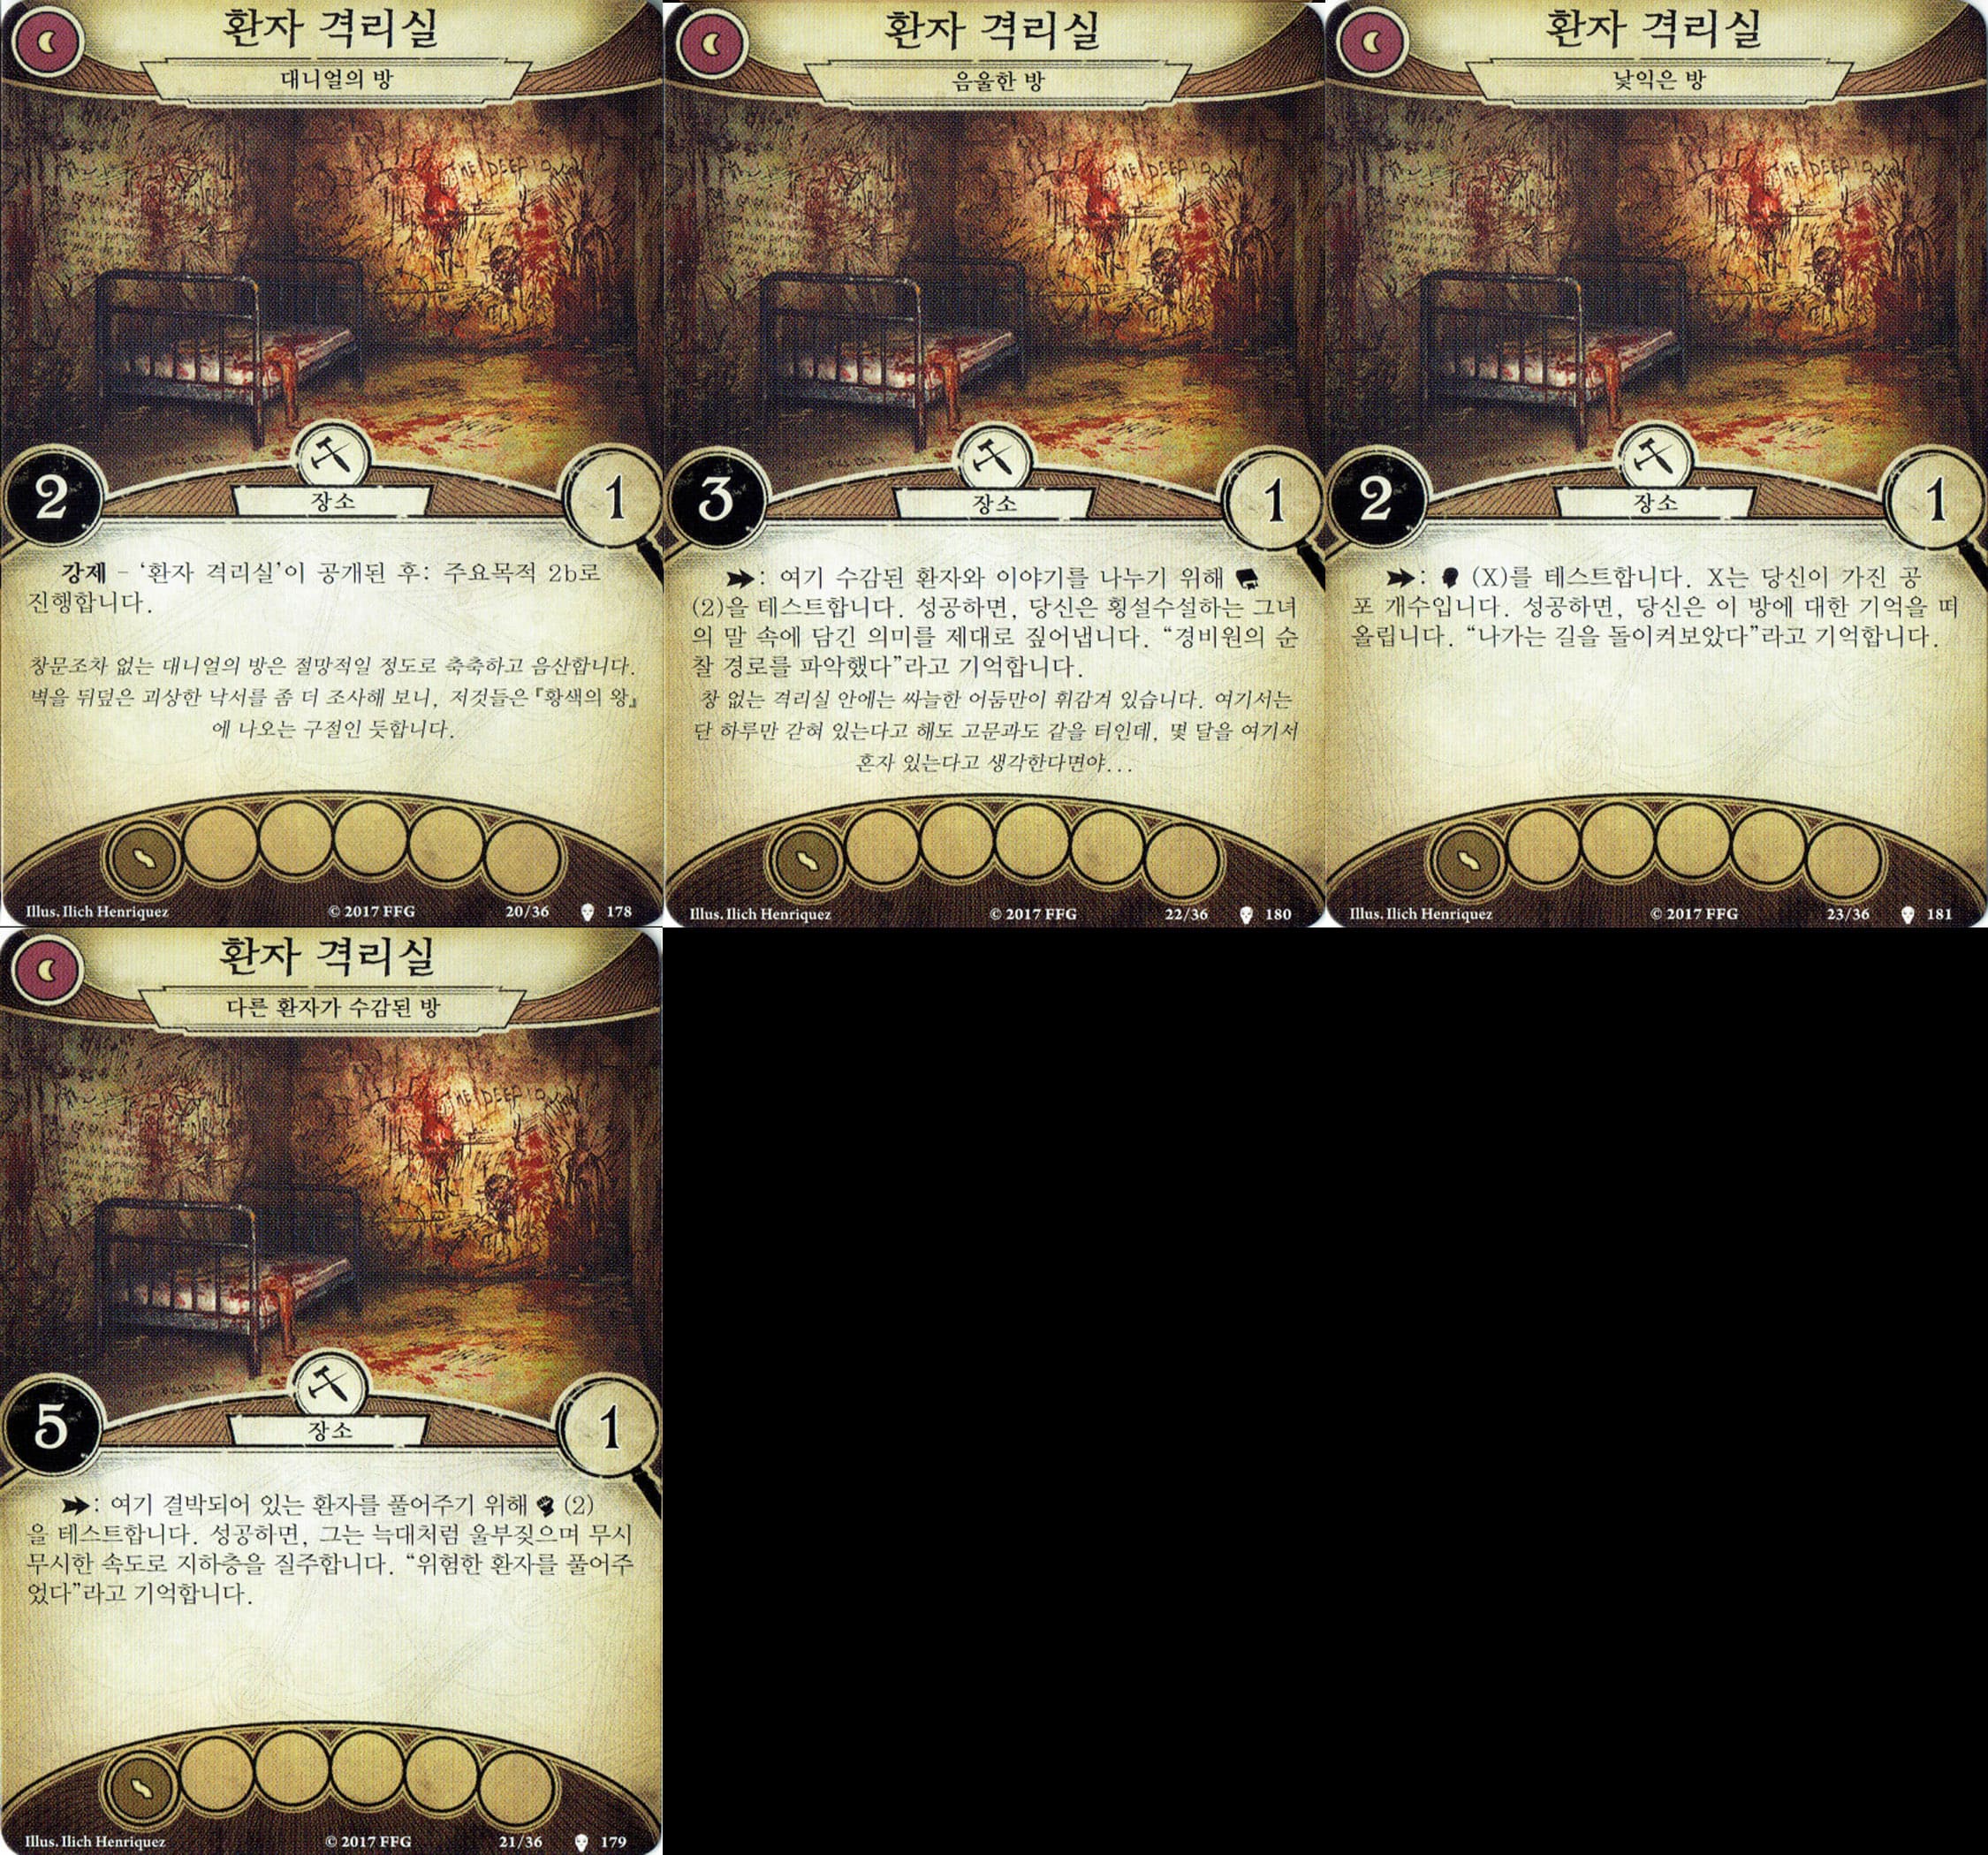 환자 격리실
대니얼의 방
THE DEEP
2
장소
1
강제 – ‘환자 격리실’이 공개된 후: 주요목적 2b로
진행합니다.
창문조차 없는 대니얼의 방은 절망적일 정도로 축축하고 음산합니다.
벽을 뒤덮은 괴상한 낙서를 좀 더 조사해 보니, 저것들은 『황색의 왕』
에 나오는 구절인 듯합니다.
Illus. Ilich Henriquez © 2017 FFG 20/36 178
환자 격리실
음울한 방
THE DEEP
3
장소
1
: 여기 수감된 환자와 이야기를 나누기 위해
(2)을 테스트합니다. 성공하면, 당신은 횡설수설하는 그녀
의 말 속에 담긴 의미를 제대로 짚어냅니다. “경비원의 순
찰 경로를 파악했다”라고 기억합니다.
창 없는 격리실 안에는 싸늘한 어둠만이 휘감겨 있습니다. 여기서는
단 하루만 갇혀 있는다고 해도 고문과도 같을 터인데, 몇 달을 여기서
혼자 있는다고 생각한다면야...
Illus. Ilich Henriquez © 2017 FFG 22/36 180
환자 격리실
낯익은 방
THE DEEP
2
장소
1
: (X)를 테스트합니다. X는 당신이 가진 공
포 개수입니다. 성공하면, 당신은 이 방에 대한 기억을 떠
올립니다. “나가는 길을 돌이켜보았다”라고 기억합니다.
Illus. Ilich Henriquez © 2017 FFG 23/36 181
환자 격리실
다른 환자가 수감된 방
THE DEEP
5
장소
1
: 여기 결박되어 있는 환자를 풀어주기 위해 (2)
을 테스트합니다. 성공하면, 그는 늑대처럼 울부짖으며 무시
무시한 속도로 지하층을 질주합니다. “위험한 환자를 풀어주
었다”라고 기억합니다.
Illus. Ilich Henriquez © 2017 FFG 21/36 179